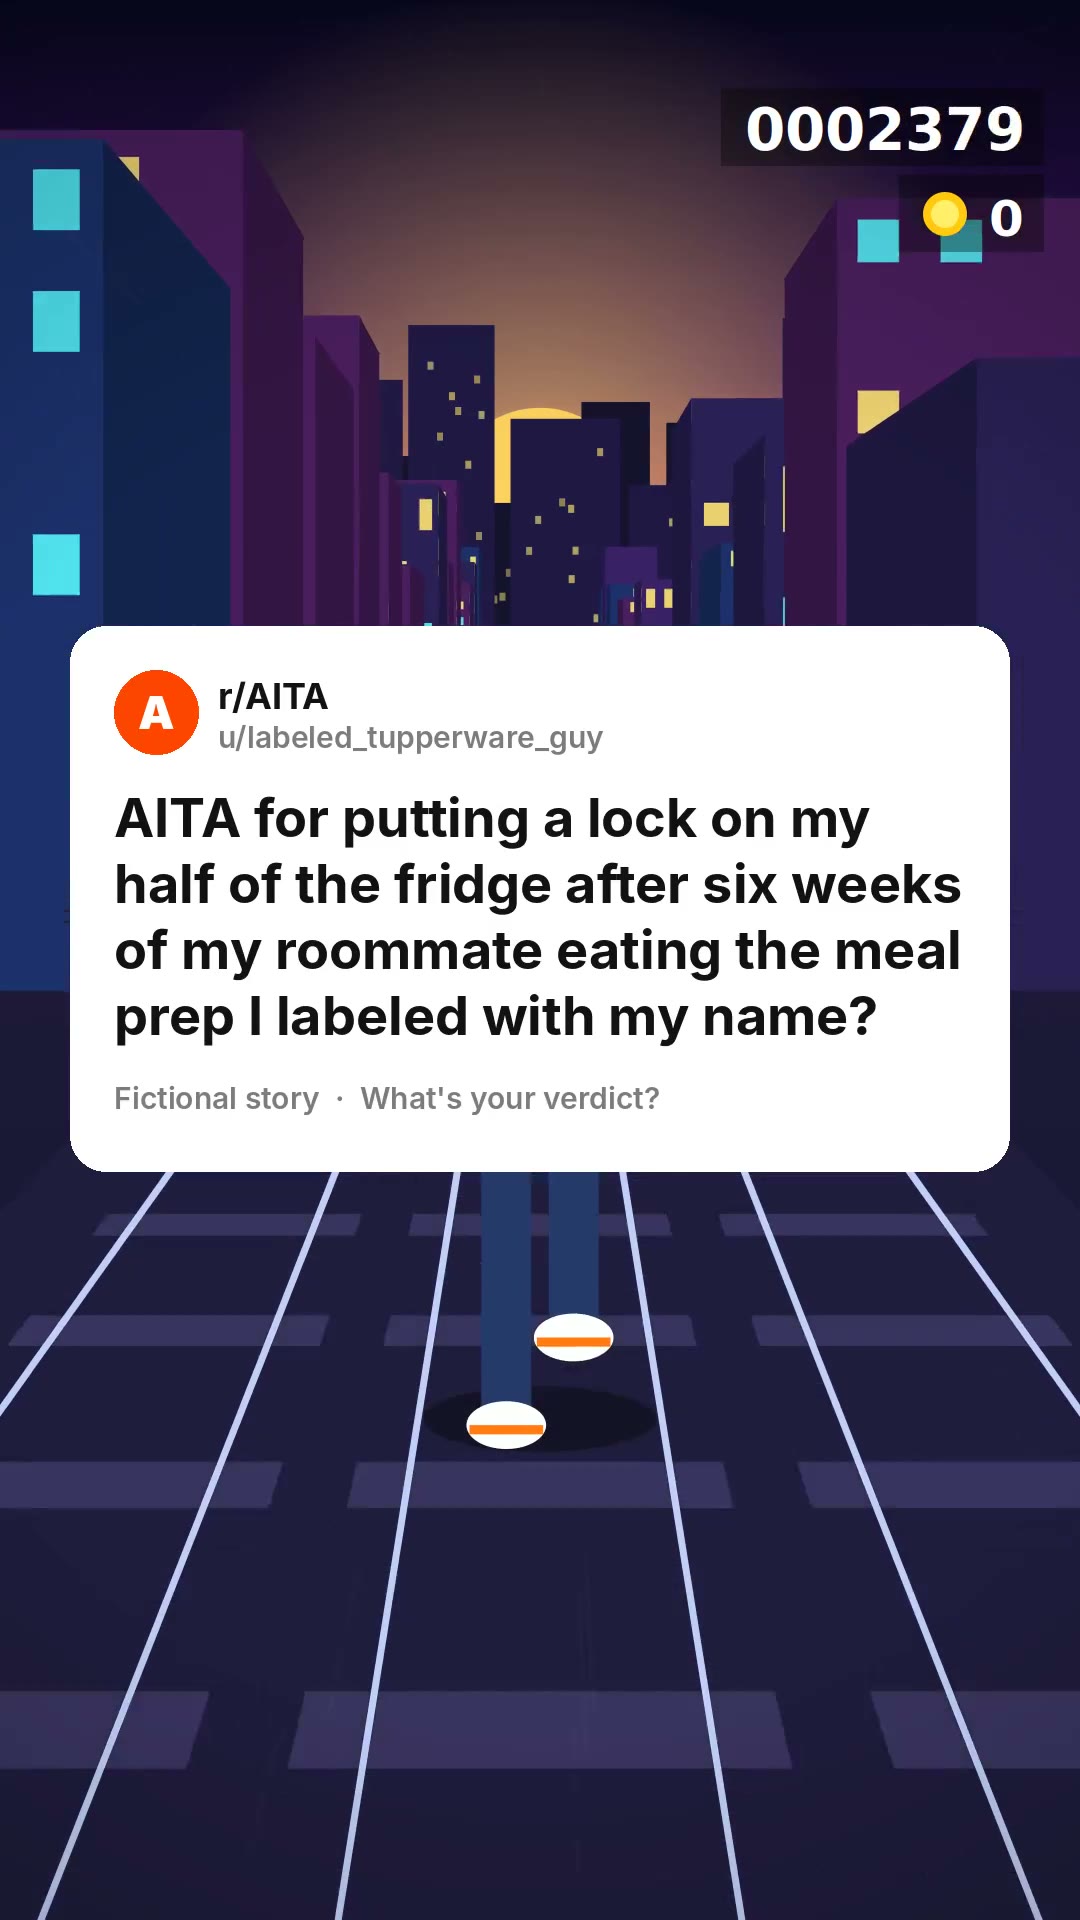 0002379
0
A
r/AITA
u/labeled_tupperware_guy
AITA for putting a lock on my
half of the fridge after six weeks
of my roommate eating the meal
prep I labeled with my name?
Fictional story · What's your verdict?